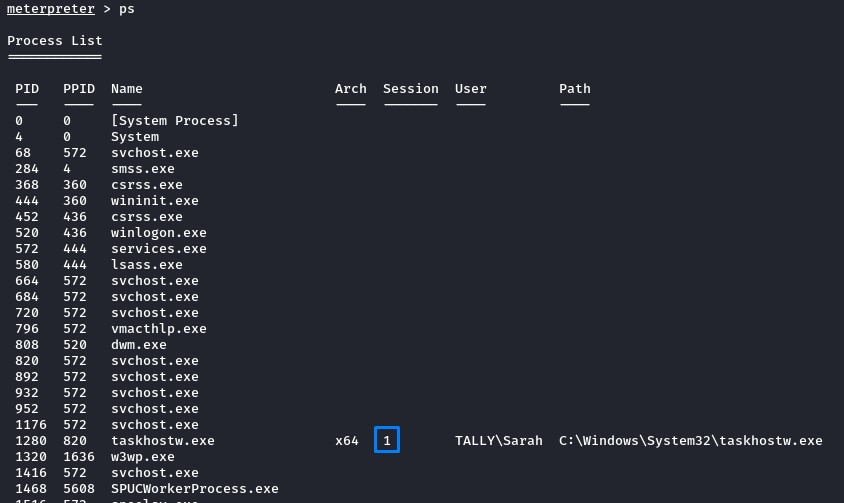 meterpreter > ps
Process List
============
PID PPID Name Arch Session User Path
--- ---- ---- ---- ------- ---- ----
0 0 [System Process]
4 0 System
68 572 svchost.exe
284 4 smss.exe
368 360 csrss.exe
444 360 wininit.exe
452 436 csrss.exe
520 436 winlogon.exe
572 444 services.exe
580 444 lsass.exe
664 572 svchost.exe
684 572 svchost.exe
720 572 svchost.exe
796 572 vmacthlp.exe
808 520 dwm.exe
820 572 svchost.exe
892 572 svchost.exe
932 572 svchost.exe
952 572 svchost.exe
1176 572 svchost.exe
1280 820 taskhostw.exe x64 1 TALLY\Sarah C:\Windows\System32\taskhostw.exe
1320 1636 w3wp.exe
1416 572 svchost.exe
1468 5608 SPUCWorkerProcess.exe